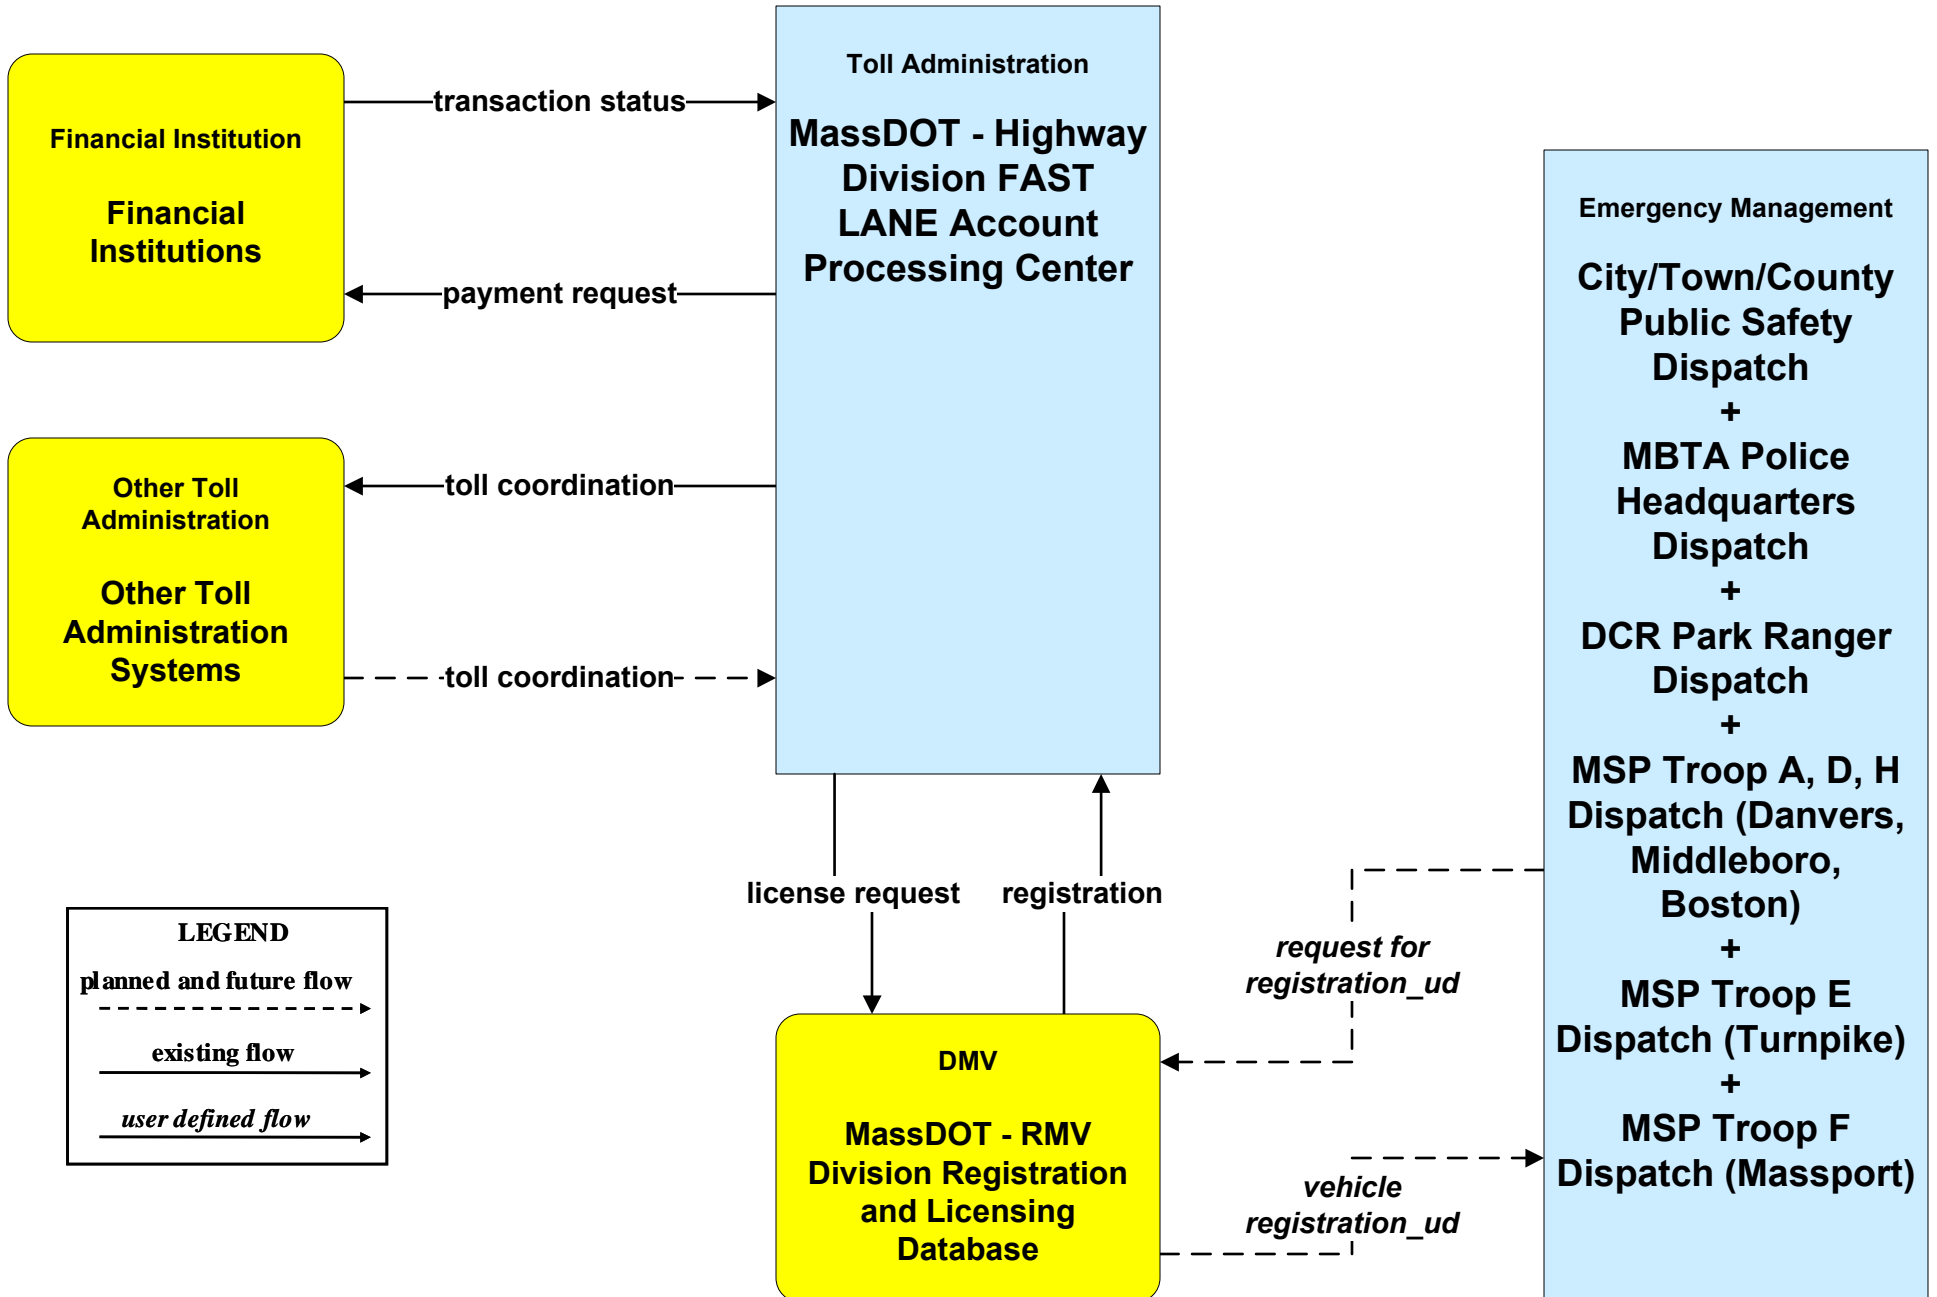 Financial Institution
Financial
Institutions
transaction status
payment request
Toll Administration
MassDOT - Highway
Division FAST
LANE Account
Processing Center
Other Toll
Administration
Other Toll
Administration
Systems
toll coordination
toll coordination
license request
registration
DMV
MassDOT - RMV
Division Registration
and Licensing
Database
request for
registration_ud
vehicle
registration_ud
Emergency Management
City/Town/County
Public Safety
Dispatch
+
MBTA Police
Headquarters
Dispatch
+
DCR Park Ranger
Dispatch
+
MSP Troop A, D, H
Dispatch (Danvers,
Middleboro,
Boston)
+
MSP Troop E
Dispatch (Turnpike)
+
MSP Troop F
Dispatch (Massport)
LEGEND
planned and future flow
existing flow
user defined flow